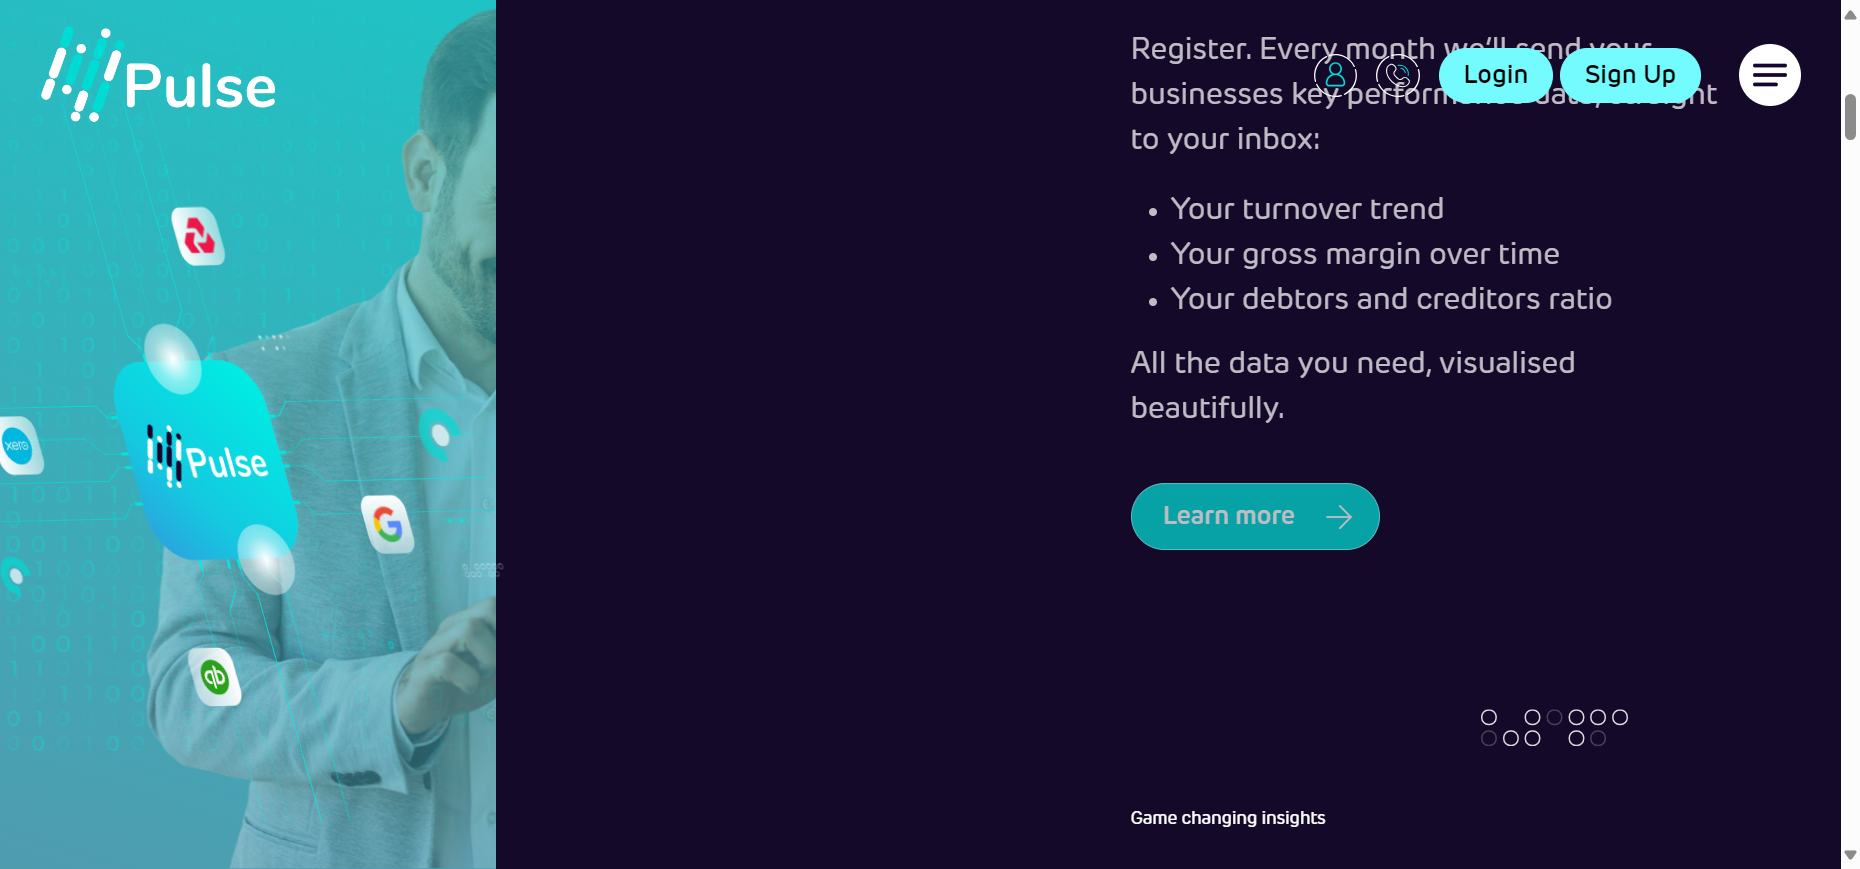 Pulse
Login
Sign Up
Register. Every month we'll send your
businesses key performance data, straight
to your inbox:
• Your turnover trend
• Your gross margin over time
• Your debtors and creditors ratio
All the data you need, visualised
beautifully.
Learn more
Game changing insights
xero
Pulse
G
qb